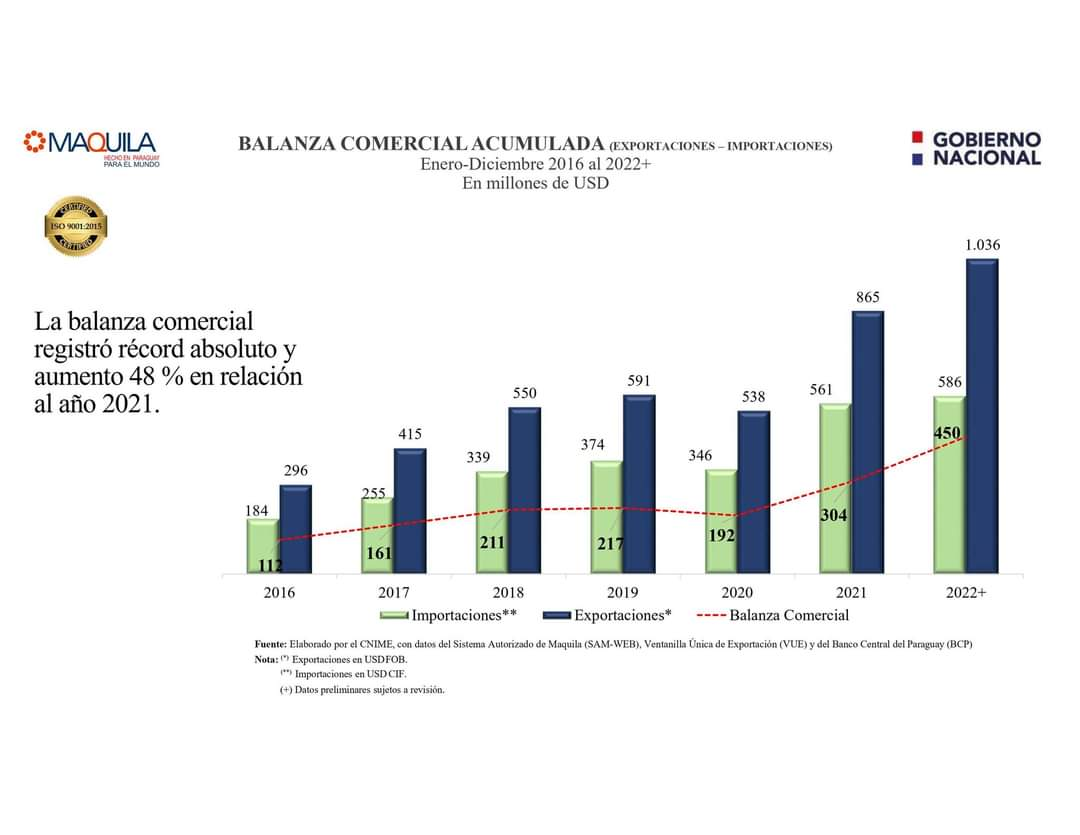 MAQUILA
HECHO EN PARAGUAY
PARA EL MUNDO
BALANZA COMERCIAL ACUMULADA (EXPORTACIONES – IMPORTACIONES)
Enero-Diciembre 2016 al 2022+
En millones de USD
GOBIERNO
NACIONAL
CERTIFIED
ISO 9001:2015
CERTIFIED
La balanza comercial
registró récord absoluto y
aumento 48 % en relación
al año 2021.
184 296 112
255 415 161
339 550 211
374 591 217
346 538 192
561 865 304
586 1.036 450
2016 2017 2018 2019 2020 2021 2022+
Importaciones** Exportaciones* Balanza Comercial
Fuente: Elaborado por el CNIME, con datos del Sistema Autorizado de Maquila (SAM-WEB), Ventanilla Única de Exportación (VUE) y del Banco Central del Paraguay (BCP)
Nota: (*) Exportaciones en USD FOB.
(**) Importaciones en USD CIF.
(+) Datos preliminares sujetos a revisión.